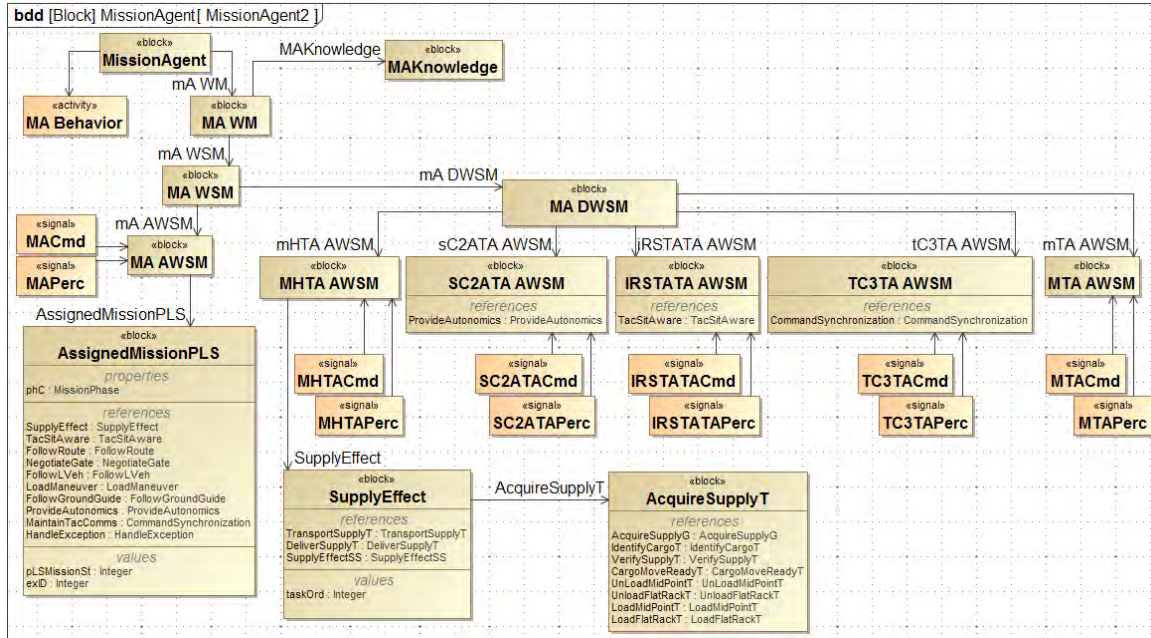 bdd [Block] MissionAgent[ MissionAgent2 ]
«block»
MissionAgent
MAKnowledge
«block»
MAKnowledge
mA WM
«activity»
MA Behavior
«block»
MA WM
mA WSM
«block»
MA WSM
mA DWSM
«block»
MA DWSM
«signal»
MACmd
«signal»
MAPerc
mA AWSM
«block»
MA AWSM
mHTA AWSM
«block»
MHTA AWSM
sC2ATA AWSM
«block»
SC2ATA AWSM
references
ProvideAutonomics : ProvideAutonomics
iRSTATA AWSM
«block»
IRSTATA AWSM
references
TacSitAware : TacSitAware
tC3TA AWSM
«block»
TC3TA AWSM
references
CommandSynchronization : CommandSynchronization
mTA AWSM
«block»
MTA AWSM
«signal»
MHTACmd
«signal»
MHTAPerc
«signal»
SC2ATACmd
«signal»
SC2ATAPerc
«signal»
IRSTATACmd
«signal»
IRSTATAPerc
«signal»
TC3TACmd
«signal»
TC3TAPerc
«signal»
MTACmd
«signal»
MTAPerc
AssignedMissionPLS
«block»
AssignedMissionPLS
properties
phC : MissionPhase
references
SupplyEffect : SupplyEffect
TacSitAware : TacSitAware
FollowRoute : FollowRoute
NegotiateGate : NegotiateGate
FollowLVeh : FollowLVeh
LoadManeuver : LoadManeuver
FollowGroundGuide : FollowGroundGuide
ProvideAutonomics : ProvideAutonomics
MaintainTacComms : CommandSynchronization
HandleException : HandleException
values
pLSMissionSt : Integer
exID : Integer
SupplyEffect
«block»
SupplyEffect
references
TransportSupplyT : TransportSupplyT
DeliverSupplyT : DeliverSupplyT
SupplyEffectSS : SupplyEffectSS
values
taskOrd : Integer
AcquireSupplyT
«block»
AcquireSupplyT
references
AcquireSupplyG : AcquireSupplyG
IdentifyCargoT : IdentifyCargoT
VerifySupplyT : VerifySupplyT
CargoMoveReadyT : CargoMoveReadyT
UnLoadMidPointT : UnLoadMidPointT
UnloadFlatRackT : UnloadFlatRackT
LoadMidPointT : LoadMidPointT
LoadFlatRackT : LoadFlatRackT